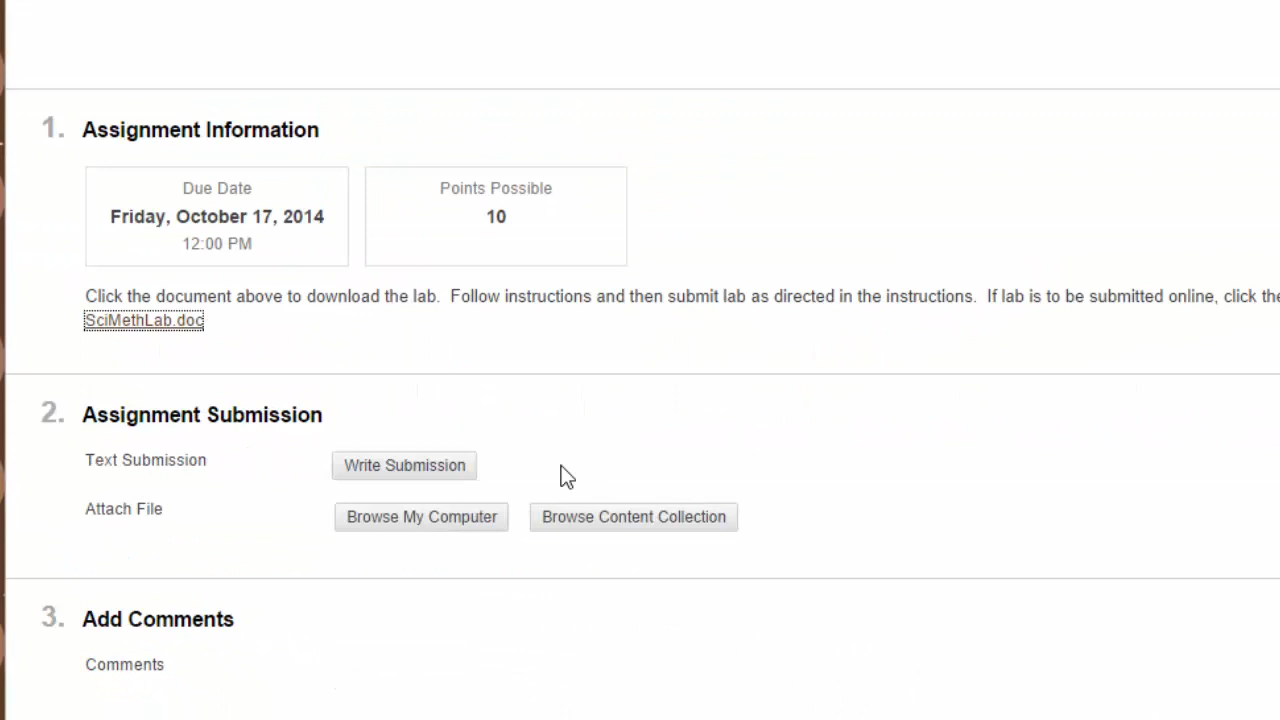 1. Assignment Information
Due Date
Friday, October 17, 2014
12:00 PM
Points Possible
10
Click the document above to download the lab. Follow instructions and then submit lab as directed in the instructions. If lab is to be submitted online, click the
SciMethLab.doc
2. Assignment Submission
Text Submission
Write Submission
Attach File
Browse My Computer
Browse Content Collection
3. Add Comments
Comments